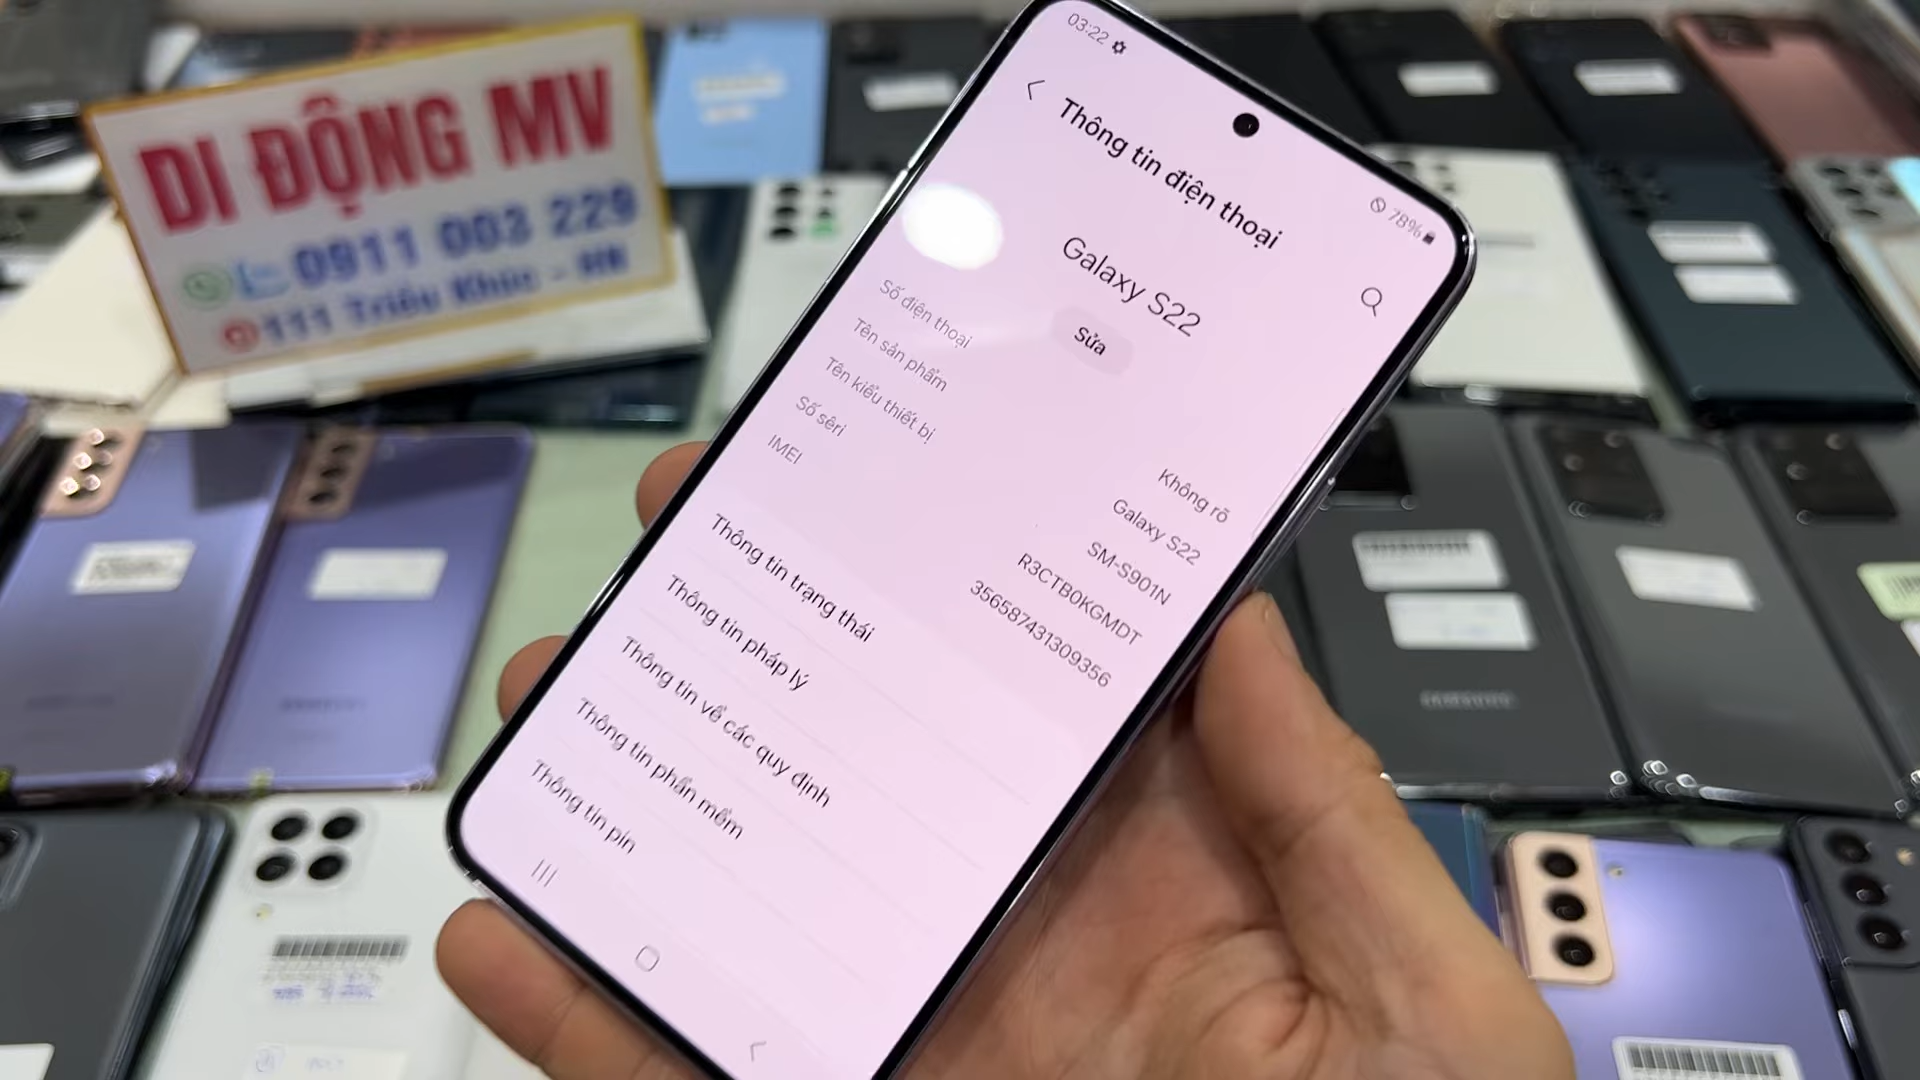 DI ĐỘNG MV
0911 003 229
111 Triều Khúc - HN
03:22
78%
Thông tin điện thoại
Galaxy S22
Sửa
Số điện thoại
Không rõ
Tên sản phẩm
Galaxy S22
Tên kiểu thiết bị
SM-S901N
Số sêri
R3CTB0KGMDT
IMEI
356587431309356
Thông tin trạng thái
Thông tin pháp lý
Thông tin về các quy định
Thông tin phần mềm
Thông tin pin
SAMSUNG